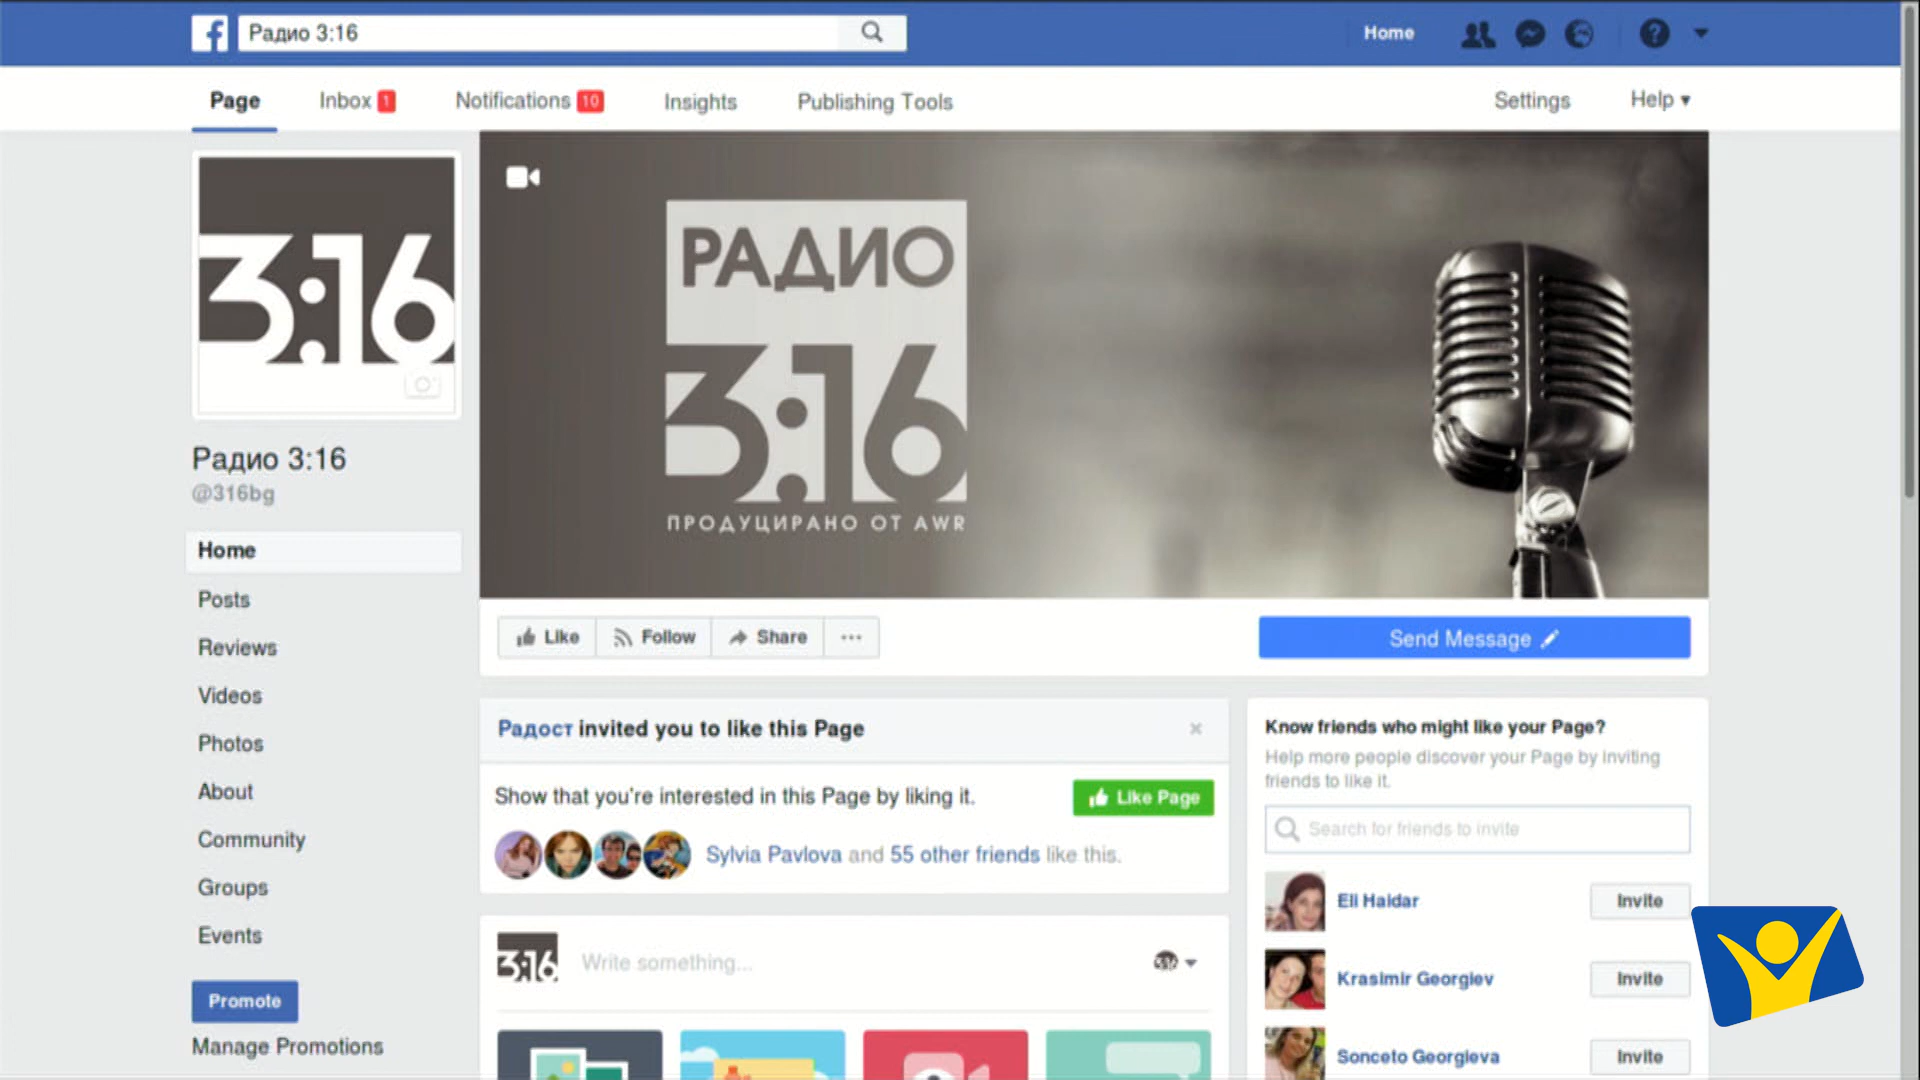 Радио 3:16
Home
Page
Inbox 1
Notifications 10
Insights
Publishing Tools
Settings
Help
3:16
РАДИО
3:16
ПРОДУЦИРАНО ОТ AWR
Радио 3:16
@316bg
Home
Posts
Reviews
Videos
Photos
About
Community
Groups
Events
Promote
Manage Promotions
Like
Follow
Share
Send Message
Радост invited you to like this Page
Show that you're interested in this Page by liking it.
Like Page
Sylvia Pavlova and 55 other friends like this.
3:16
Write something...
Know friends who might like your Page?
Help more people discover your Page by inviting
friends to like it.
Search for friends to invite
Eli Haidar
Invite
Krasimir Georgiev
Invite
Sonceto Georgieva
Invite